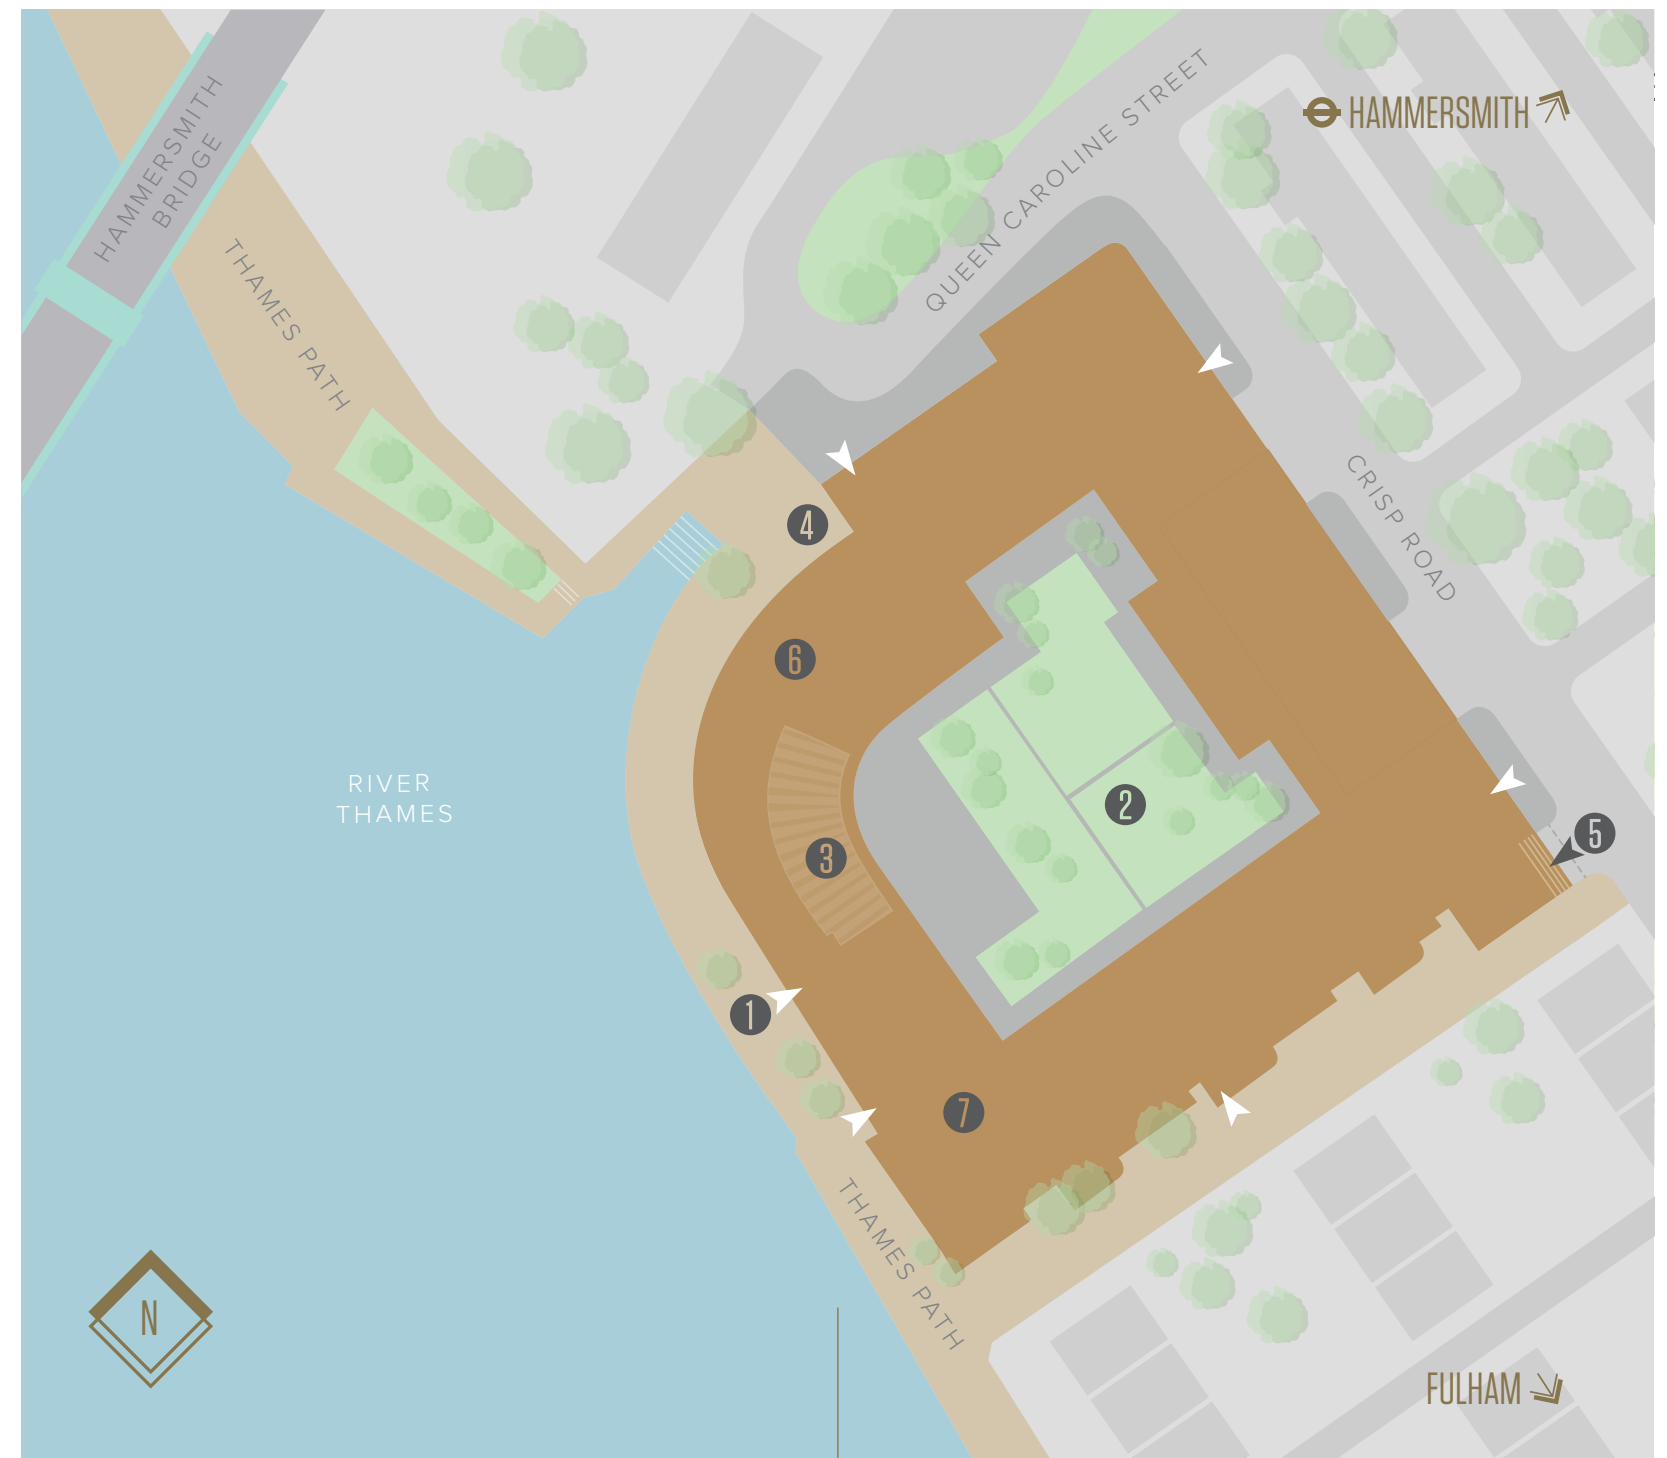 HAMMERSMITH
BRIDGE
HAMMERSMITH
QUEEN CAROLINE STREET
THAMES PATH
CRISP ROAD
4
6
RIVER
THAMES
2
5
3
1
7
THAMES PATH
N
FULHAM